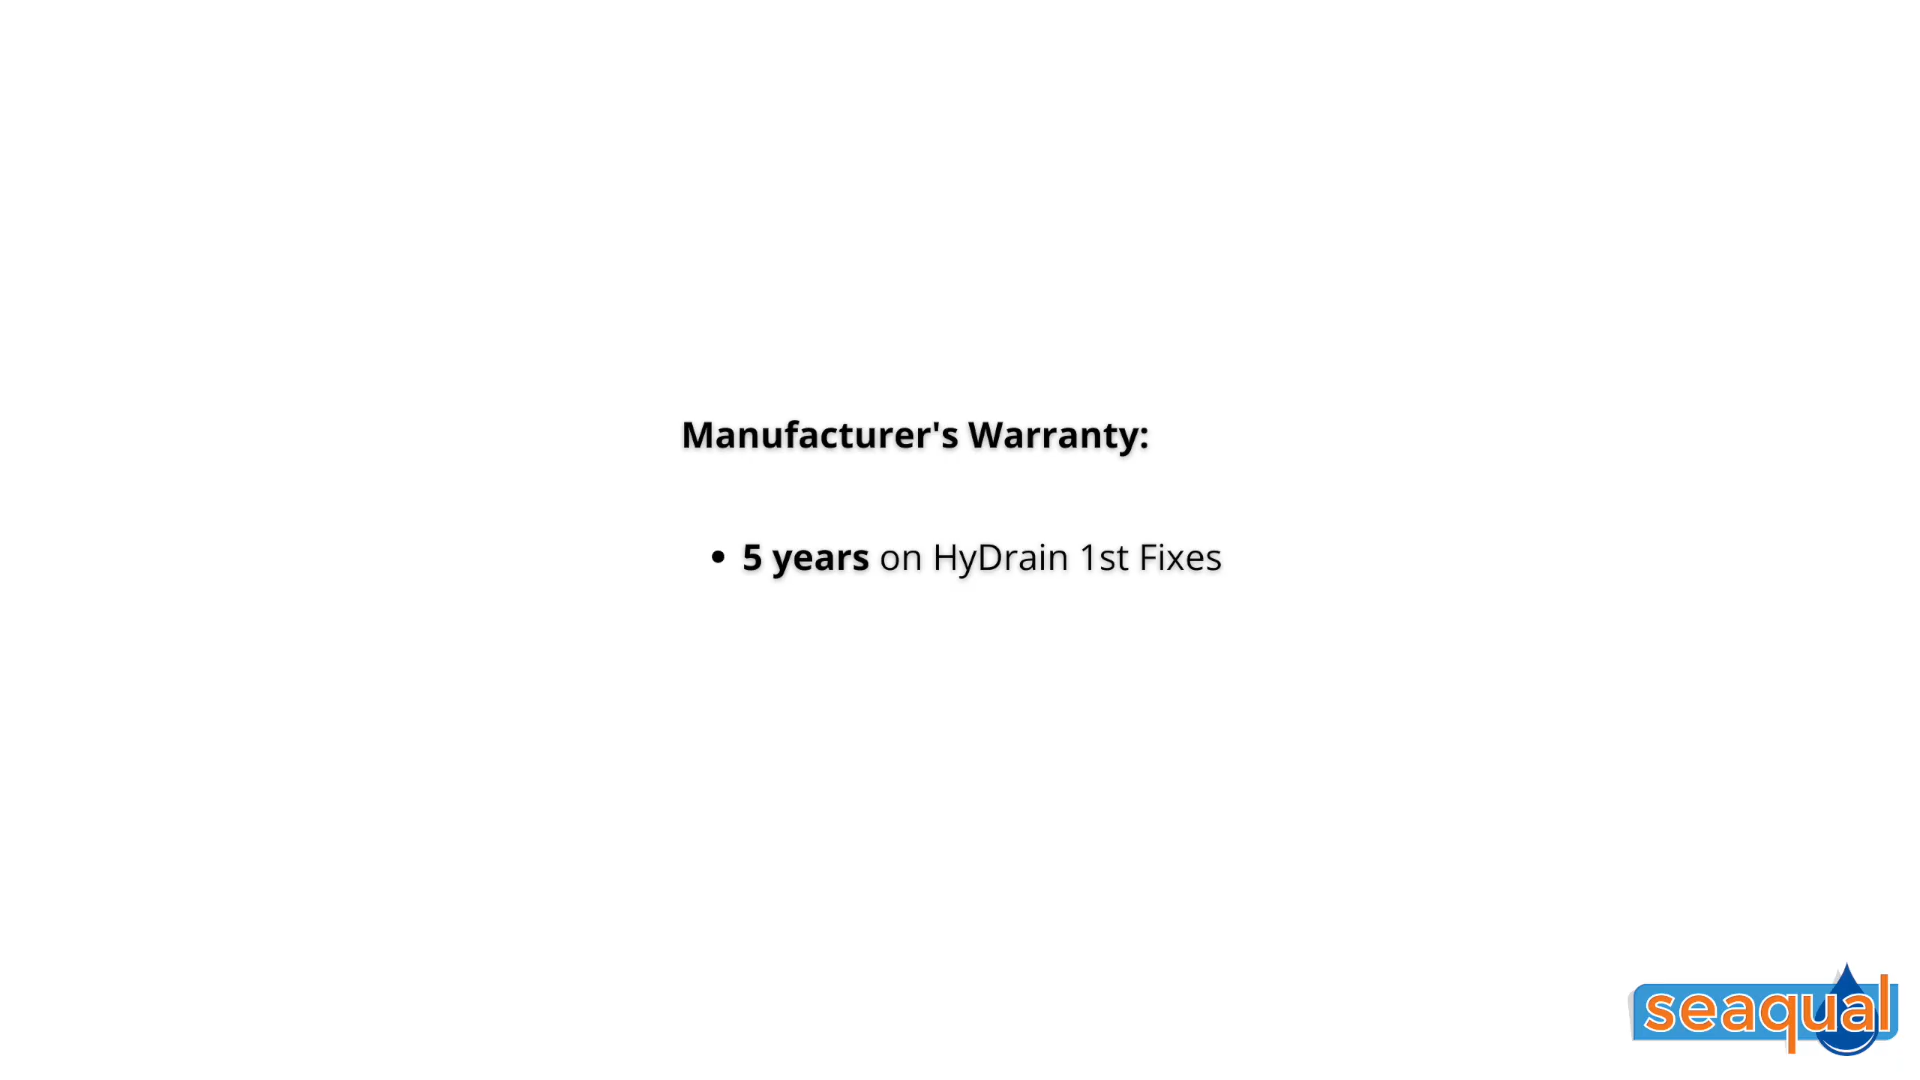 Manufacturer's Warranty:
• 5 years on HyDrain 1st Fixes
seaqual